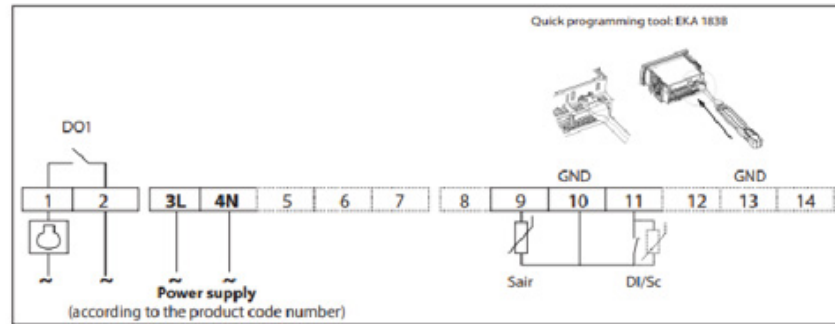 Quick programming tool: EKA 183B
DO1
GND GND
1 2 3L 4N 5 6 7 8 9 10 11 12 13 14
~ ~ ~ ~
Sair DI/Sc
Power supply
(according to the product code number)